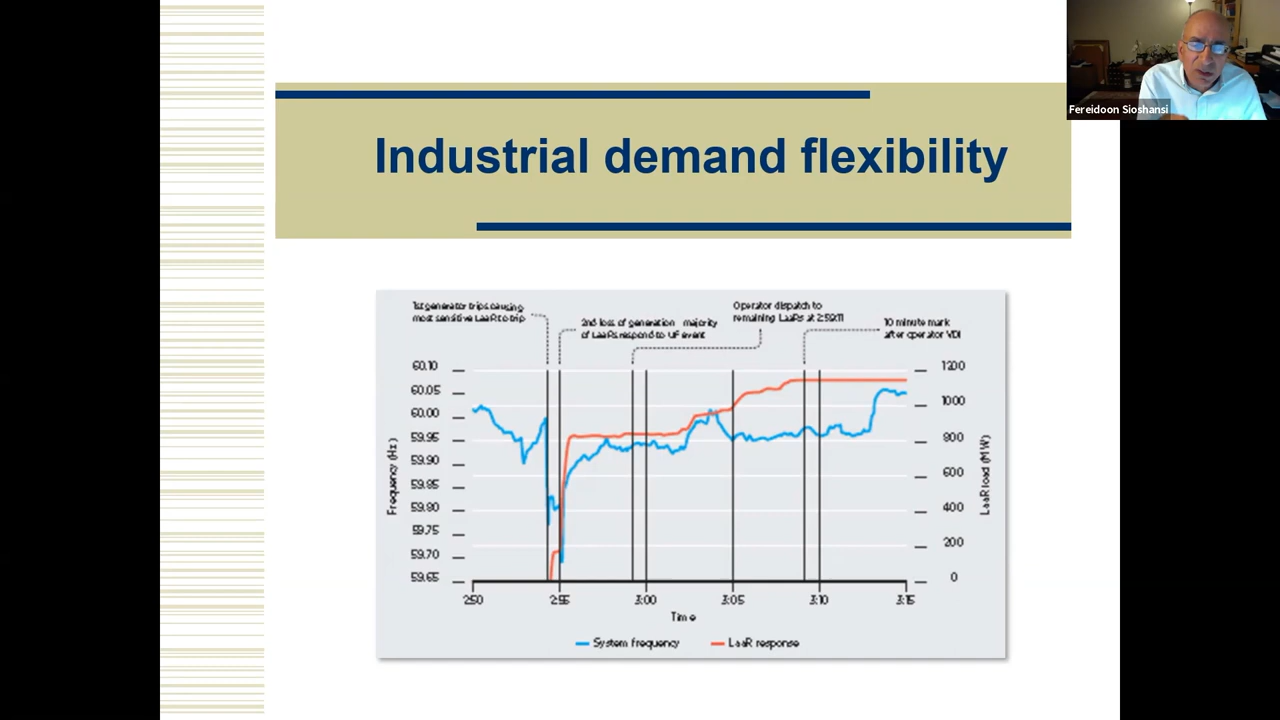 Fereidoon Sioshansi
Industrial demand flexibility
1st generator trips causing
most sensitive LaaR to trip
2nd loss of generation majority
of LaaRs respond to UF event
Operator dispatch to
remaining LaaRs at 2:59:11
10 minute mark
after operator VDI
60.10
60.05
60.00
59.95
59.90
59.85
59.80
59.75
59.70
59.65
Frequency (Hz)
1200
1000
800
600
400
200
0
LaaR load (MW)
2:50 2:55 3:00 3:05 3:10 3:15
Time
System frequency LaaR response